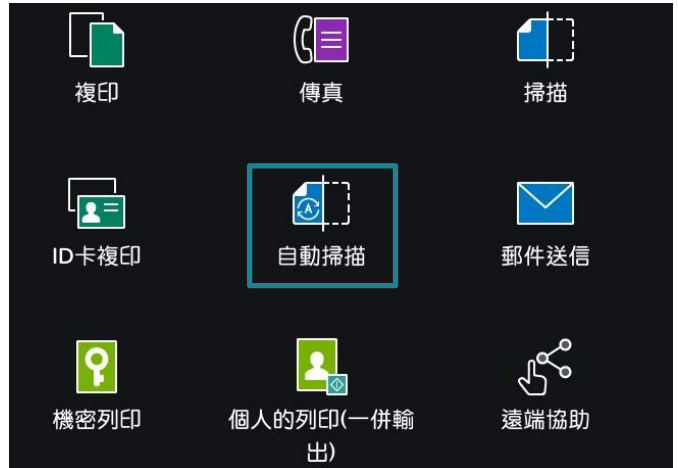 複印
傳真
掃描
ID卡複印
自動掃描
郵件送信
機密列印
個人的列印(一併輸
出)
遠端協助